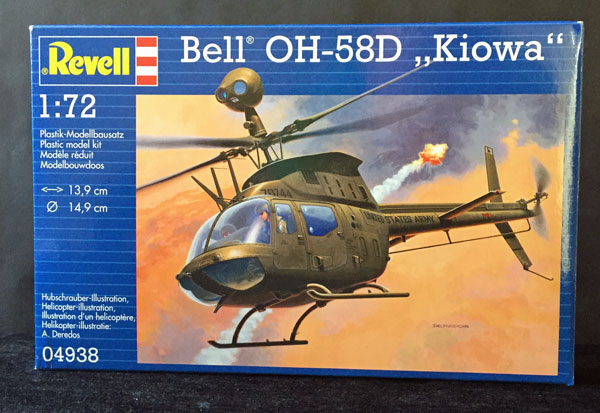 Revell
Bell® OH-58D „Kiowa“
1:72
Plastik-Modellbausatz
Plastic model kit
Modèle réduit
Modelbouwdoos
13,9 cm
Ø 14,9 cm
UNITED STATES ARMY
Hubschrauber-Illustration,
Helicopter-illustration,
Illustration d'un helicoptère,
Helikopter-illustratie:
A. Deredos
04938